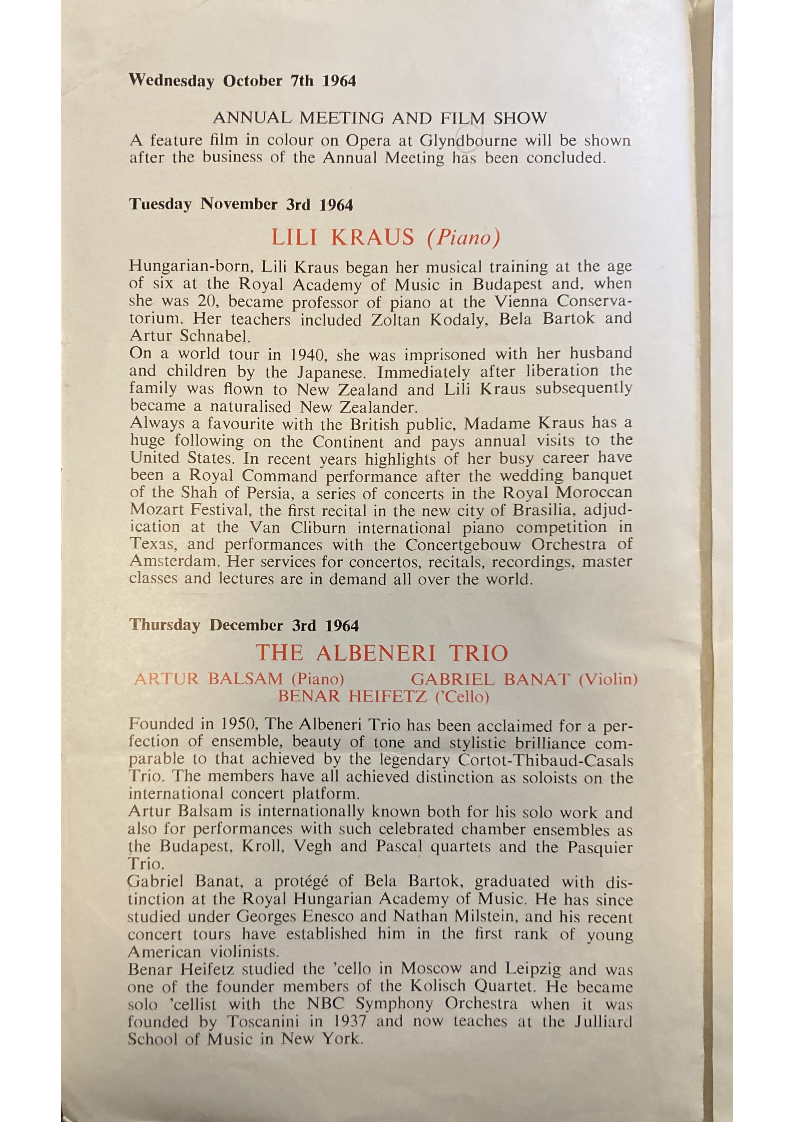 Wednesday October 7th 1964
ANNUAL MEETING AND FILM SHOW
A feature film in colour on Opera at Glyndbourne will be shown
after the business of the Annual Meeting has been concluded.
Tuesday November 3rd 1964
LILI KRAUS (Piano)
Hungarian-born, Lili Kraus began her musical training at the age
of six at the Royal Academy of Music in Budapest and, when
she was 20, became professor of piano at the Vienna Conserva-
torium. Her teachers included Zoltan Kodaly, Bela Bartok and
Artur Schnabel.
On a world tour in 1940, she was imprisoned with her husband
and children by the Japanese. Immediately after liberation the
family was flown to New Zealand and Lili Kraus subsequently
became a naturalised New Zealander.
Always a favourite with the British public, Madame Kraus has a
huge following on the Continent and pays annual visits to the
United States. In recent years highlights of her busy career have
been a Royal Command performance after the wedding banquet
of the Shah of Persia, a series of concerts in the Royal Moroccan
Mozart Festival, the first recital in the new city of Brasilia, adjud-
ication at the Van Cliburn international piano competition in
Texas, and performances with the Concertgebouw Orchestra of
Amsterdam. Her services for concertos, recitals, recordings, master
classes and lectures are in demand all over the world.
Thursday December 3rd 1964
THE ALBENERI TRIO
ARTUR BALSAM (Piano) GABRIEL BANAT (Violin)
BENAR HEIFETZ ('Cello)
Founded in 1950, The Albeneri Trio has been acclaimed for a per-
fection of ensemble, beauty of tone and stylistic brilliance com-
parable to that achieved by the legendary Cortot-Thibaud-Casals
Trio. The members have all achieved distinction as soloists on the
international concert platform.
Artur Balsam is internationally known both for his solo work and
also for performances with such celebrated chamber ensembles as
the Budapest, Kroll, Vegh and Pascal quartets and the Pasquier
Trio.
Gabriel Banat, a protégé of Bela Bartok, graduated with dis-
tinction at the Royal Hungarian Academy of Music. He has since
studied under Georges Enesco and Nathan Milstein, and his recent
concert tours have established him in the first rank of young
American violinists.
Benar Heifetz studied the 'cello in Moscow and Leipzig and was
one of the founder members of the Kolisch Quartet. He became
solo 'cellist with the NBC Symphony Orchestra when it was
founded by Toscanini in 1937 and now teaches at the Julliard
School of Music in New York.